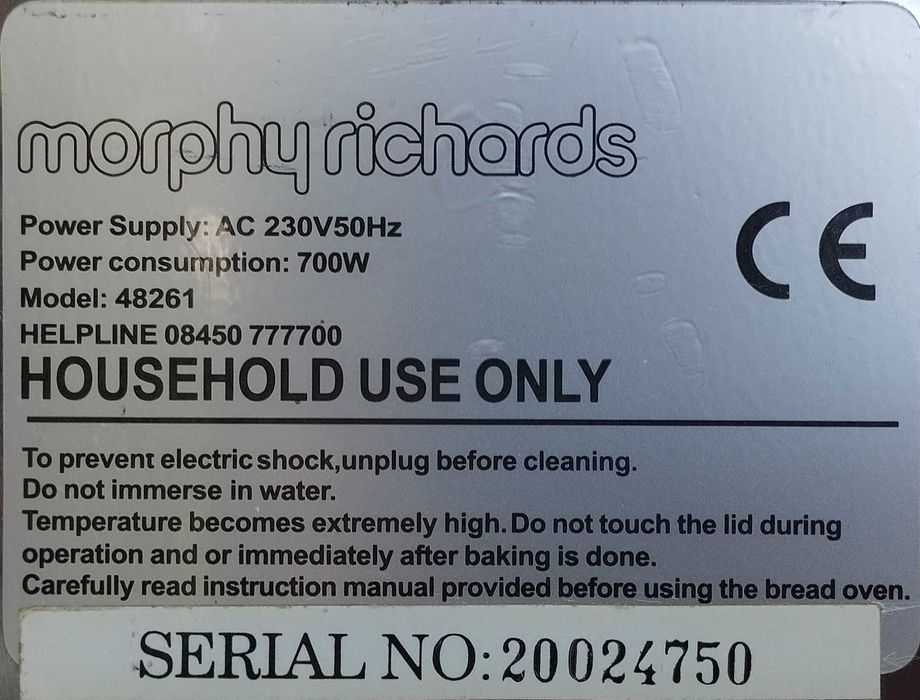 morphy richards
Power Supply: AC 230V50Hz
Power consumption: 700W
Model: 48261
HELPLINE 08450 777700
HOUSEHOLD USE ONLY
CE
To prevent electric shock,unplug before cleaning.
Do not immerse in water.
Temperature becomes extremely high. Do not touch the lid during
operation and or immediately after baking is done.
Carefully read instruction manual provided before using the bread oven.
SERIAL NO:20024750